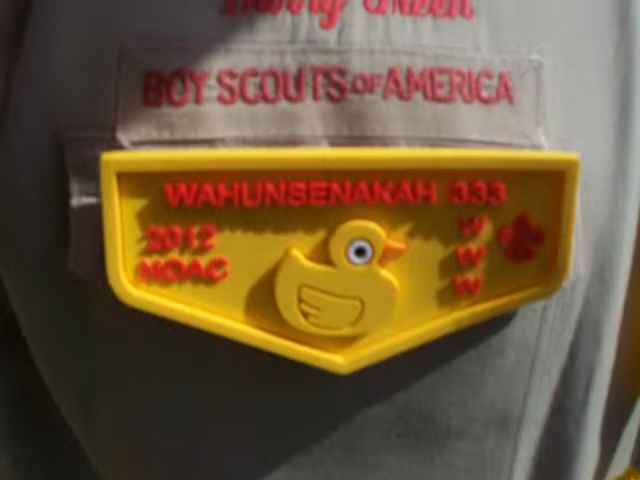 BOY SCOUTS OF AMERICA
WAHUNSENAKAH 333
2012
NOAC
W
W
W